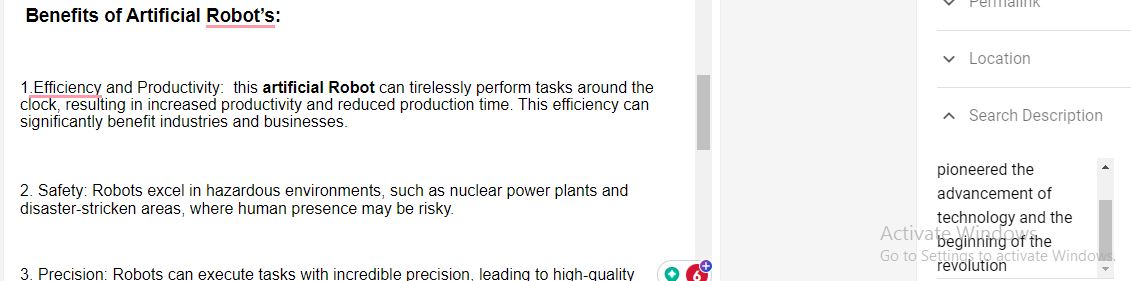 Benefits of Artificial Robot's:
1.Efficiency and Productivity:  this artificial Robot can tirelessly perform tasks around the
clock, resulting in increased productivity and reduced production time. This efficiency can
significantly benefit industries and businesses.
2. Safety: Robots excel in hazardous environments, such as nuclear power plants and
disaster-stricken areas, where human presence may be risky.
3. Precision: Robots can execute tasks with incredible precision, leading to high-quality
6
Permalink
Location
Search Description
pioneered the
advancement of
technology and the
beginning of the
revolution
Activate Windows
Go to Settings to activate Windows.